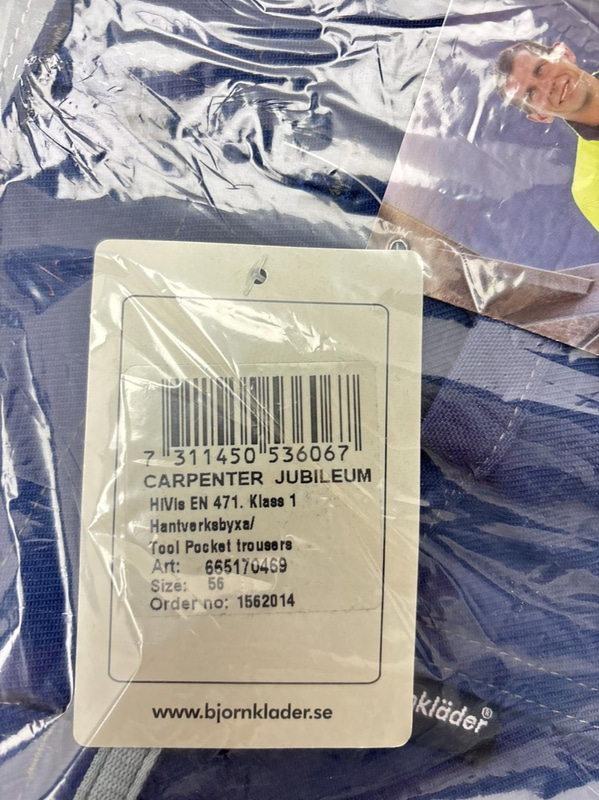 7 311450 536067
CARPENTER JUBILEUM
HiVis EN 471. Klass 1
Hantverksbyxa/
Tool Pocket trousers
Art: 665170469
Size: 56
Order no: 1562014
www.bjornklader.se
nkläder®